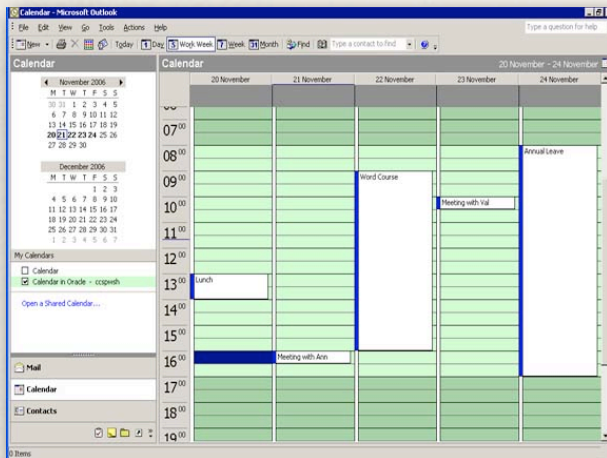 Calendar - Microsoft Outlook
File Edit View Go Tools Actions Help
Type a question for help
New Today 1 Day 5 Work Week 7 Week 31 Month Find Type a contact to find
Calendar
Calendar 20 November - 24 November
November 2006
M T W T F S S
30 31 1 2 3 4 5
6 7 8 9 10 11 12
13 14 15 16 17 18 19
20 21 22 23 24 25 26
27 28 29 30
December 2006
M T W T F S S
1 2 3
4 5 6 7 8 9 10
11 12 13 14 15 16 17
18 19 20 21 22 23 24
25 26 27 28 29 30 31
1 2 3 4 5 6 7
My Calendars
Calendar
Calendar in Oracle - ccspwsh
Open a Shared Calendar...
Mail
Calendar
Contacts
0 Items
20 November 21 November 22 November 23 November 24 November
07 00
08 00
Annual Leave
09 00
Word Course
10 00
Meeting with Val
11 00
12 00
13 00
Lunch
14 00
15 00
16 00
Meeting with Ann
17 00
18 00
19 00